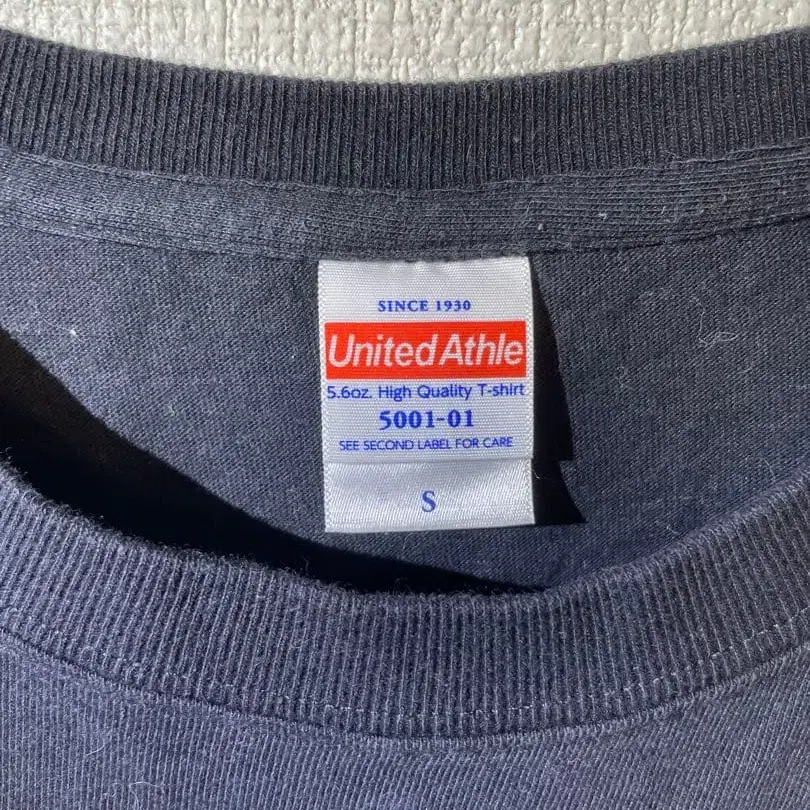 SINCE 1930
United Athle
5.6oz. High Quality T-shirt
5001-01
SEE SECOND LABEL FOR CARE
S